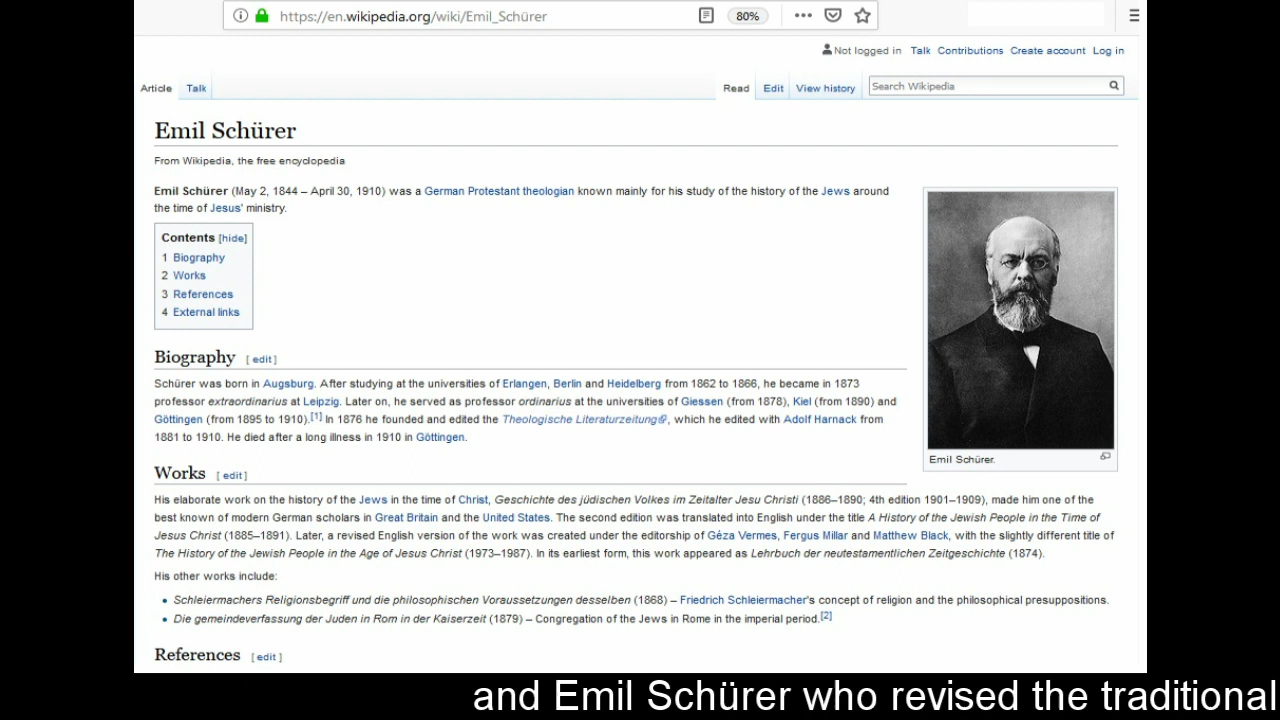 https://en.wikipedia.org/wiki/Emil_Schürer
80%
Not logged in Talk Contributions Create account Log in
Article Talk Read Edit View history Search Wikipedia
Emil Schürer
From Wikipedia, the free encyclopedia
Emil Schürer (May 2, 1844 – April 30, 1910) was a German Protestant theologian known mainly for his study of the history of the Jews around
the time of Jesus' ministry.
Contents [hide]
1 Biography
2 Works
3 References
4 External links
Emil Schürer.
Biography [ edit ]
Schürer was born in Augsburg. After studying at the universities of Erlangen, Berlin and Heidelberg from 1862 to 1866, he became in 1873
professor extraordinarius at Leipzig. Later on, he served as professor ordinarius at the universities of Giessen (from 1878), Kiel (from 1890) and
Göttingen (from 1895 to 1910).[1] In 1876 he founded and edited the Theologische Literaturzeitung, which he edited with Adolf Harnack from
1881 to 1910. He died after a long illness in 1910 in Göttingen.
Works [ edit ]
His elaborate work on the history of the Jews in the time of Christ, Geschichte des jüdischen Volkes im Zeitalter Jesu Christi (1886–1890; 4th edition 1901–1909), made him one of the
best known of modern German scholars in Great Britain and the United States. The second edition was translated into English under the title A History of the Jewish People in the Time of
Jesus Christ (1885–1891). Later, a revised English version of the work was created under the editorship of Géza Vermes, Fergus Millar and Matthew Black, with the slightly different title of
The History of the Jewish People in the Age of Jesus Christ (1973–1987). In its earliest form, this work appeared as Lehrbuch der neutestamentlichen Zeitgeschichte (1874).
His other works include:
• Schleiermachers Religionsbegriff und die philosophischen Voraussetzungen desselben (1868) – Friedrich Schleiermacher's concept of religion and the philosophical presuppositions.
• Die gemeindeverfassung der Juden in Rom in der Kaiserzeit (1879) – Congregation of the Jews in Rome in the imperial period.[2]
References [ edit ]
and Emil Schürer who revised the traditional